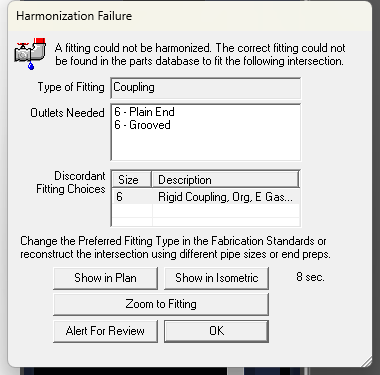 Harmonization Failure
A fitting could not be harmonized. The correct fitting could not
be found in the parts database to fit the following intersection.
Type of Fitting Coupling
Outlets Needed 6 - Plain End
6 - Grooved
Discordant
Fitting Choices
Size Description
6 Rigid Coupling, Org, E Gas...
Change the Preferred Fitting Type in the Fabrication Standards or
reconstruct the intersection using different pipe sizes or end preps.
Show in Plan Show in Isometric 8 sec.
Zoom to Fitting
Alert For Review OK